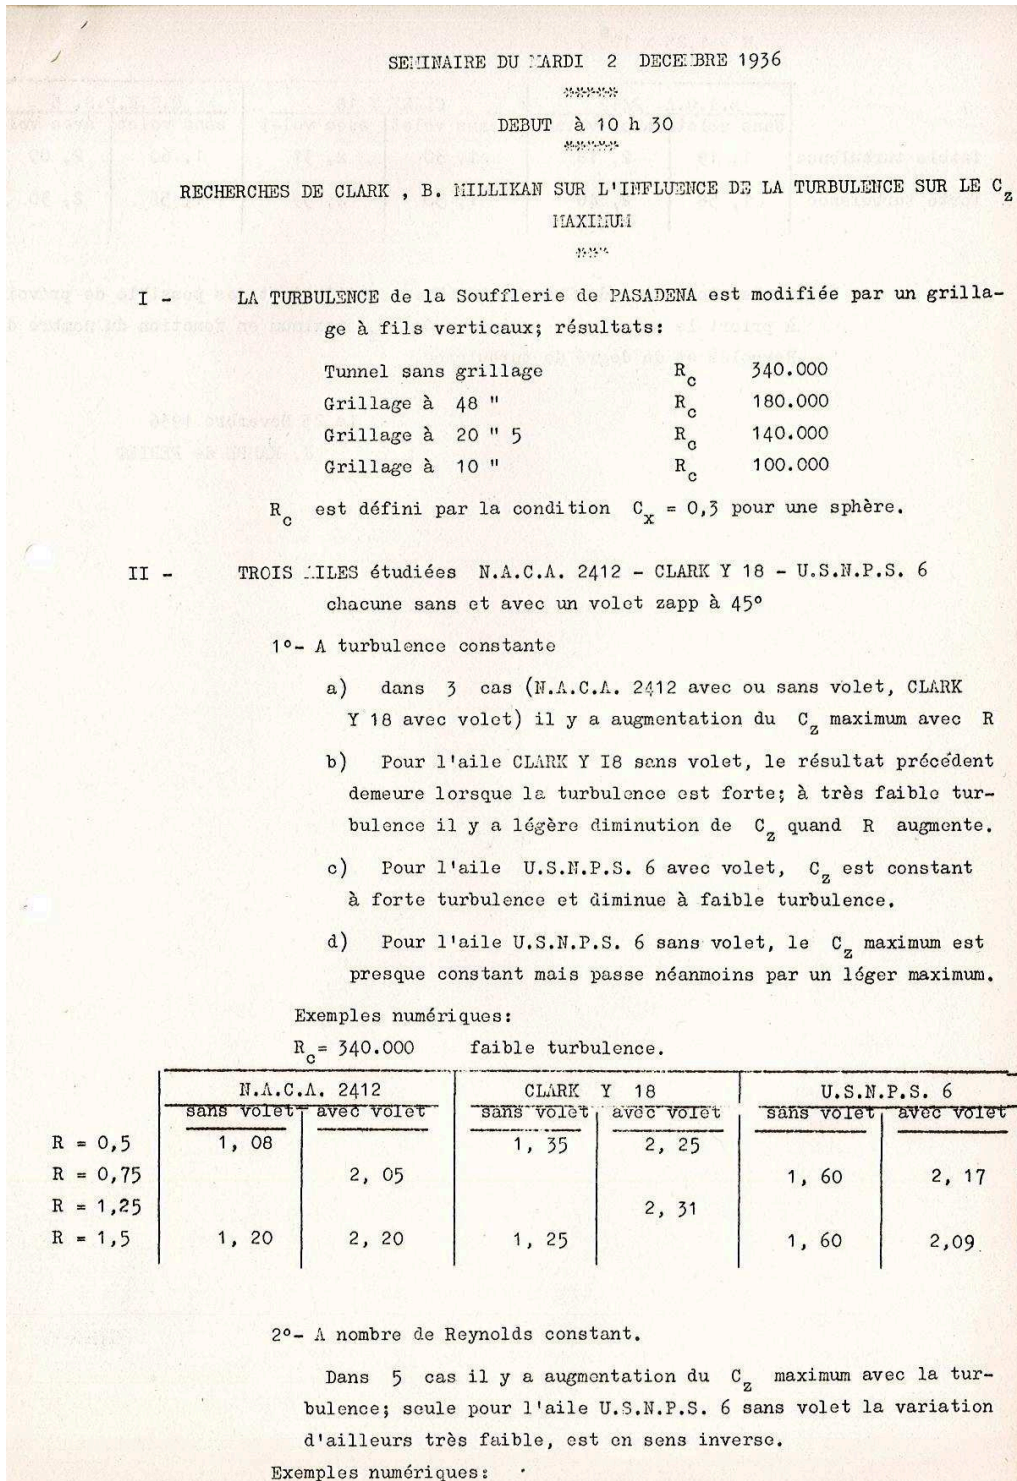 SEMINAIRE DU MARDI 2 DECEMBRE 1936
******
DEBUT à 10 h 30
******
RECHERCHES DE CLARK , B. MILLIKAN SUR L'INFLUENCE DE LA TURBULENCE SUR LE Cz
MAXIMUM
***
I - LA TURBULENCE de la Soufflerie de PASADENA est modifiée par un grilla-
ge à fils verticaux; résultats:
Tunnel sans grillage Rc 340.000
Grillage à 48 " Rc 180.000
Grillage à 20 " 5 Rc 140.000
Grillage à 10 " Rc 100.000
Rc est défini par la condition Cx = 0,3 pour une sphère.
II - TROIS AILES étudiées N.A.C.A. 2412 - CLARK Y 18 - U.S.N.P.S. 6
chacune sans et avec un volet zapp à 45°
1°- A turbulence constante
a) dans 3 cas (N.A.C.A. 2412 avec ou sans volet, CLARK
Y 18 avec volet) il y a augmentation du Cz maximum avec R
b) Pour l'aile CLARK Y I8 sans volet, le résultat précédent
demeure lorsque la turbulence est forte; à très faible tur-
bulence il y a légère diminution de Cz quand R augmente.
c) Pour l'aile U.S.N.P.S. 6 avec volet, Cz est constant
à forte turbulence et diminue à faible turbulence.
d) Pour l'aile U.S.N.P.S. 6 sans volet, le Cz maximum est
presque constant mais passe néanmoins par un léger maximum.
Exemples numériques:
Rc = 340.000 faible turbulence.
N.A.C.A. 2412 CLARK Y 18 U.S.N.P.S. 6
sans volet avec volet sans volet avec volet sans volet avec volet
R = 0,5 1, 08 1, 35 2, 25
R = 0,75 2, 05 1, 60 2, 17
R = 1,25 2, 31
R = 1,5 1, 20 2, 20 1, 25 1, 60 2,09
2°- A nombre de Reynolds constant.
Dans 5 cas il y a augmentation du Cz maximum avec la tur-
bulence; seule pour l'aile U.S.N.P.S. 6 sans volet la variation
d'ailleurs très faible, est en sens inverse.
Exemples numériques: